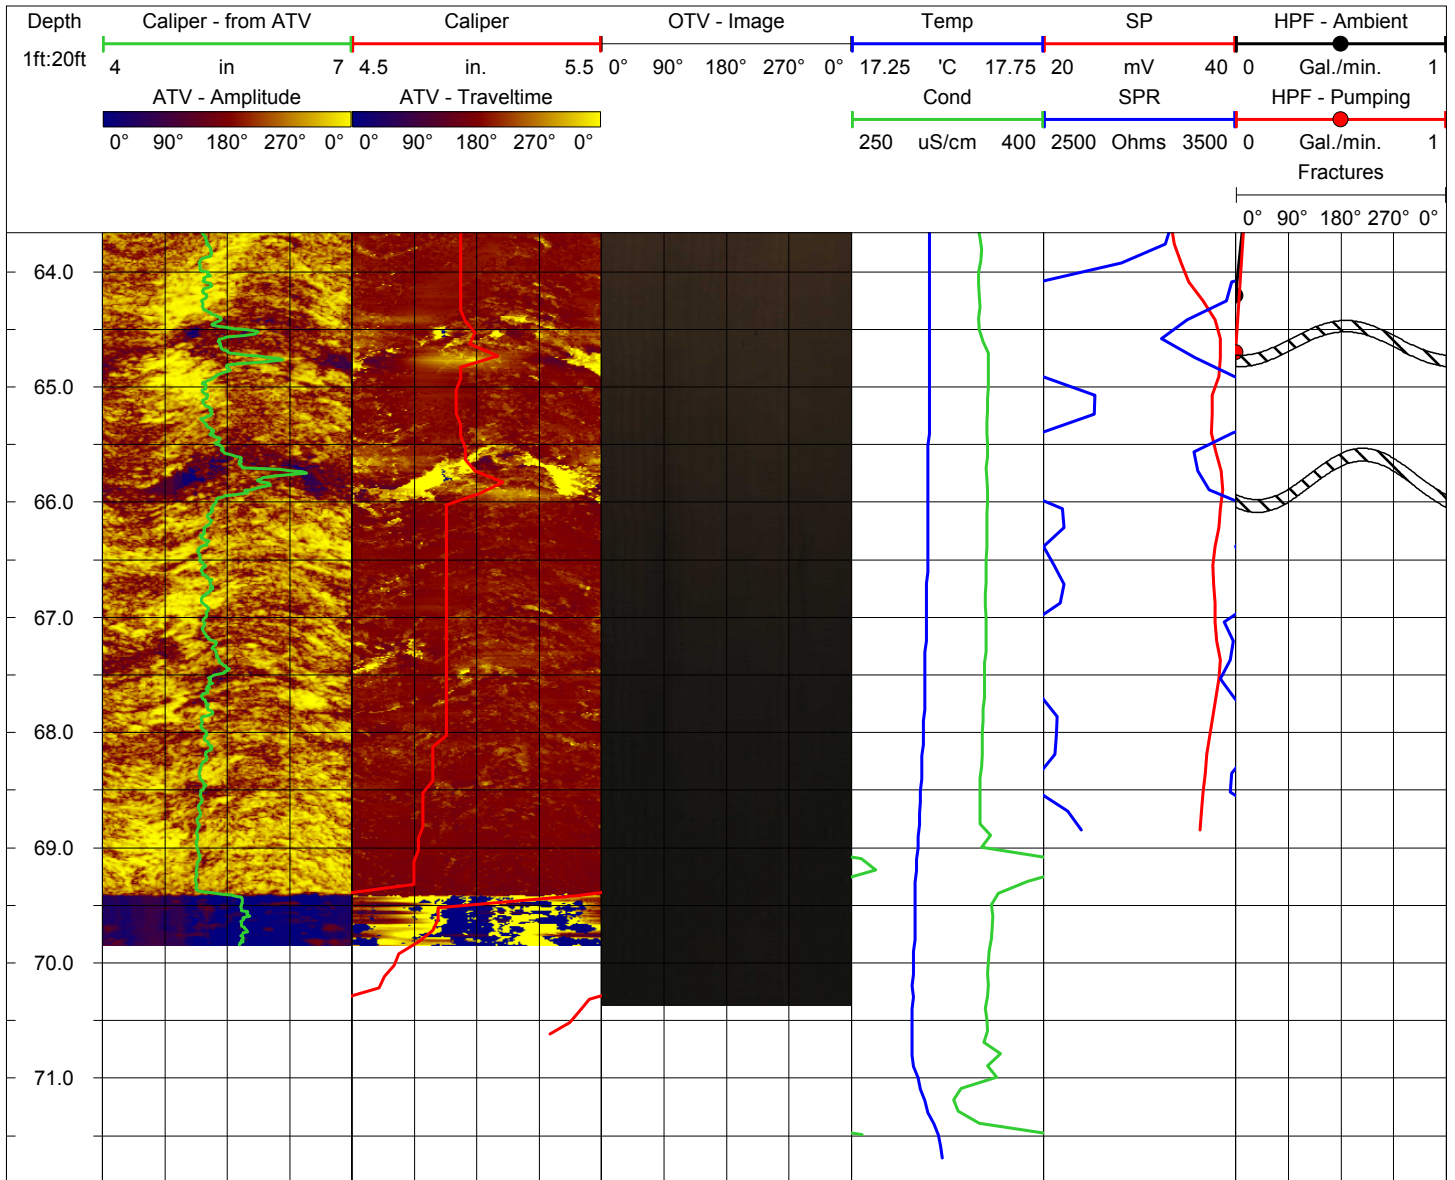 Depth
1ft:20ft
Caliper - from ATV
4 in 7
ATV - Amplitude
0° 90° 180° 270° 0°
Caliper
4.5 in. 5.5
ATV - Traveltime
0° 90° 180° 270° 0°
OTV - Image
0° 90° 180° 270° 0°
Temp
17.25 'C 17.75
Cond
250 uS/cm 400
SP
20 mV 40
SPR
2500 Ohms 3500
HPF - Ambient
0 Gal./min. 1
HPF - Pumping
0 Gal./min. 1
Fractures
0° 90° 180° 270° 0°
64.0
65.0
66.0
67.0
68.0
69.0
70.0
71.0